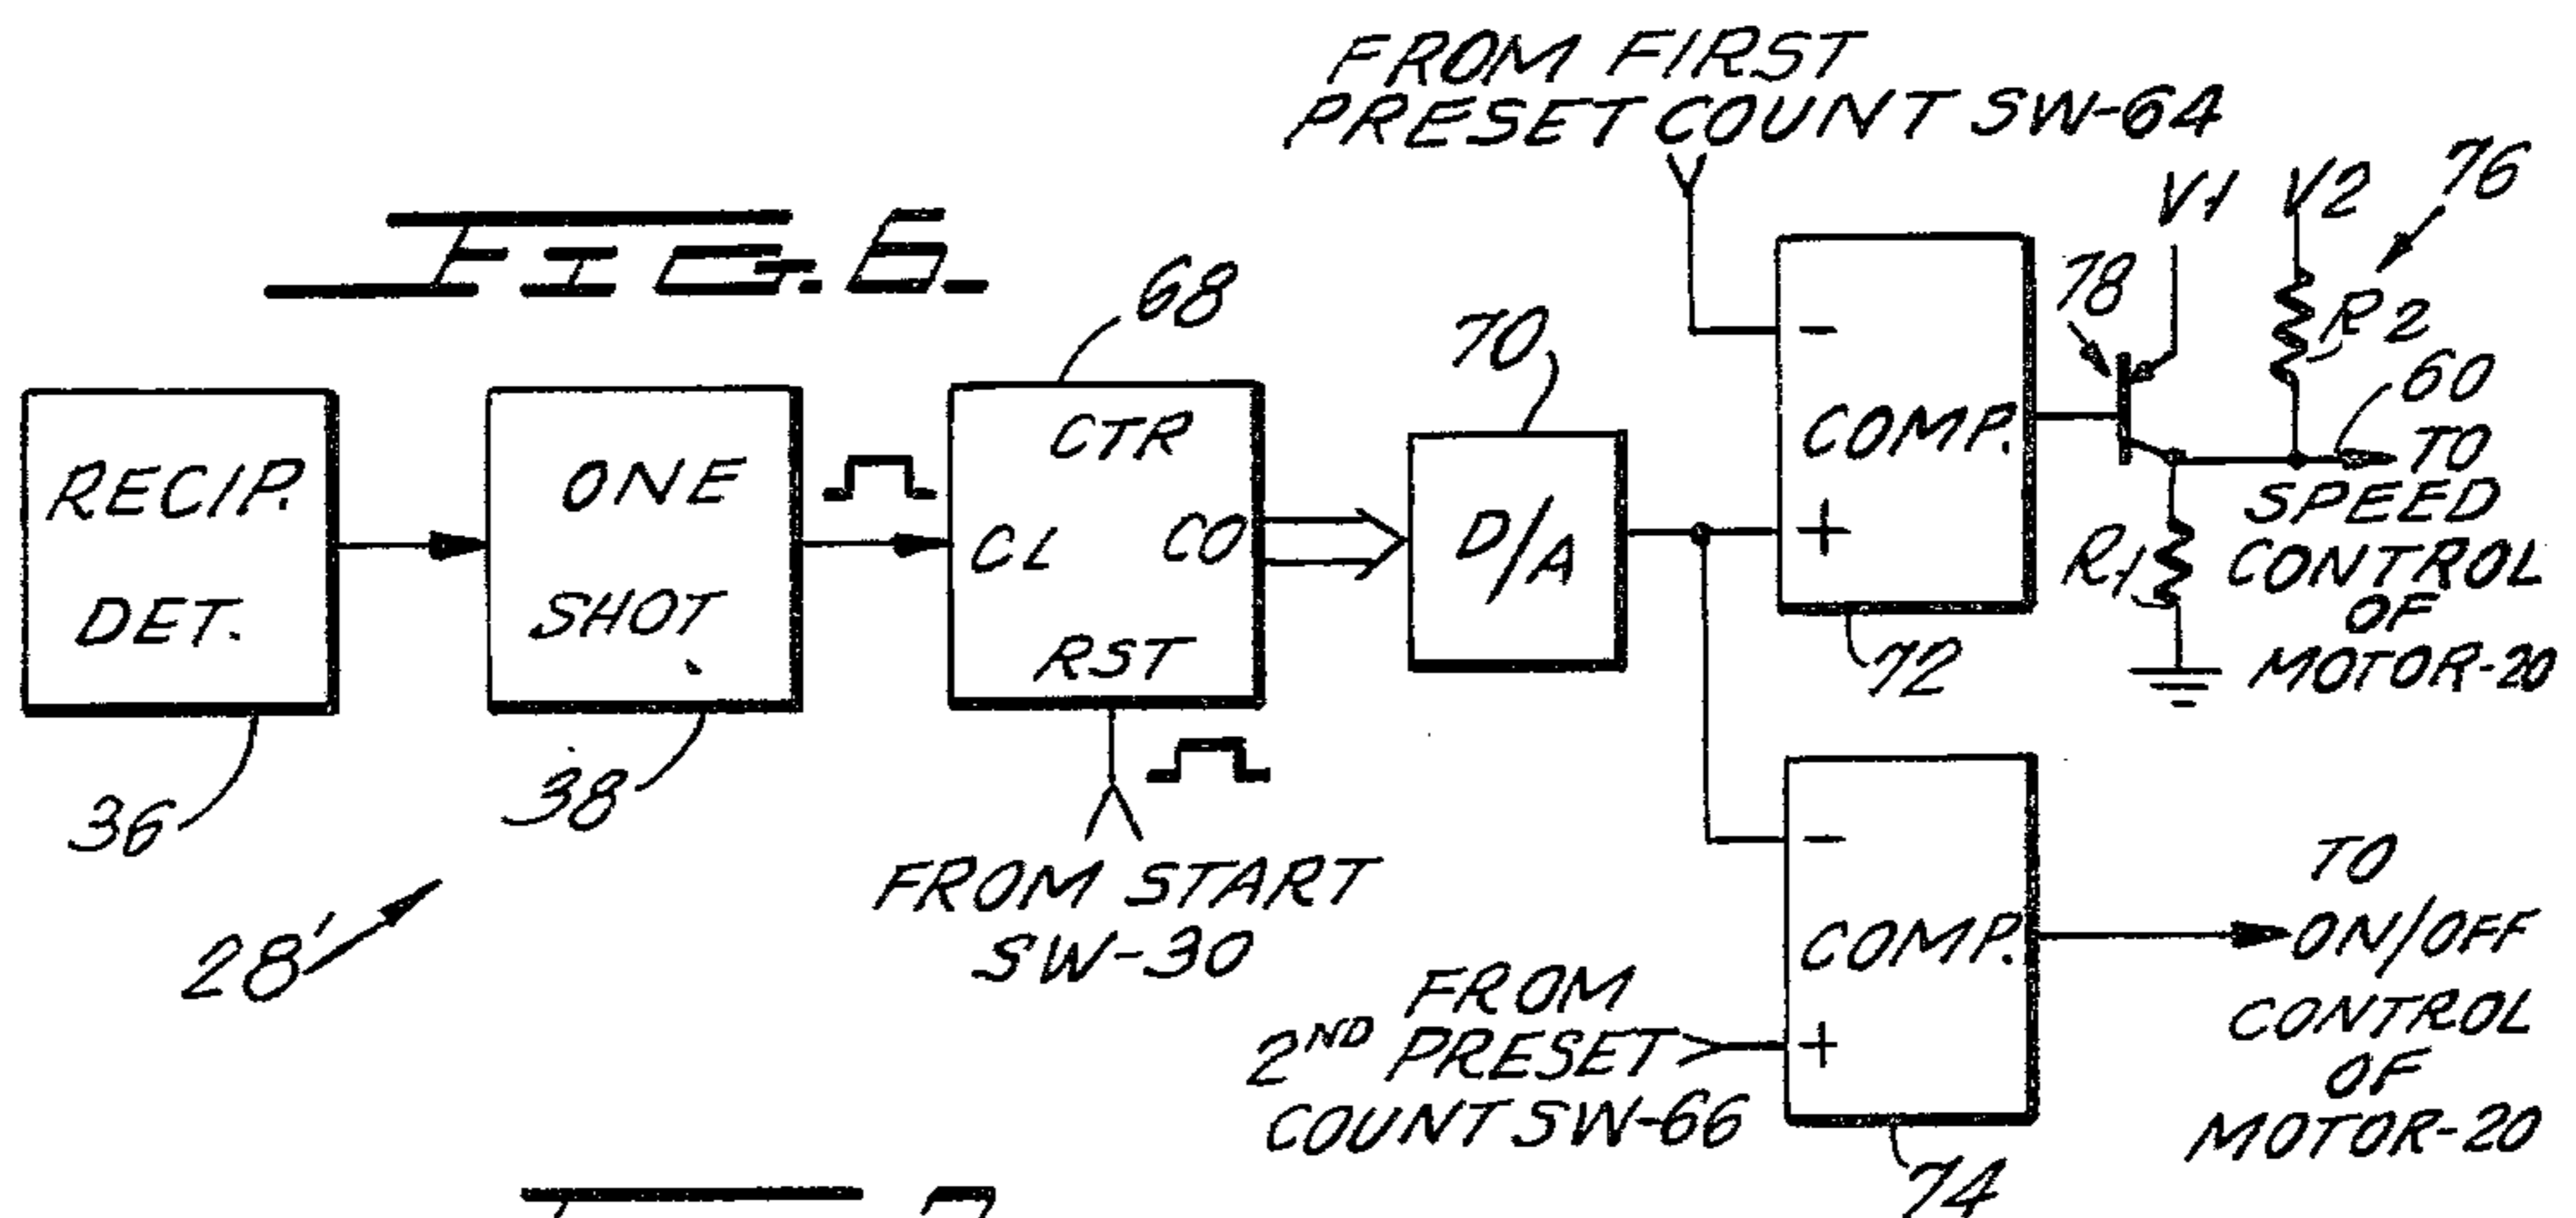 FROM FIRST
PRESET COUNT SW-64
FIG. 6.
68
70
78
V1
V2
76
R2
60
RECIP.
DET.
36
ONE
SHOT
38
CTR
CL
CO
RST
D/A
-
COMP.
+
72
R1
TO
SPEED
CONTROL
OF
MOTOR-20
28'
FROM START
SW-30
-
COMP.
+
74
FROM
2ND PRESET
COUNT SW-66
TO
ON/OFF
CONTROL
OF
MOTOR-20